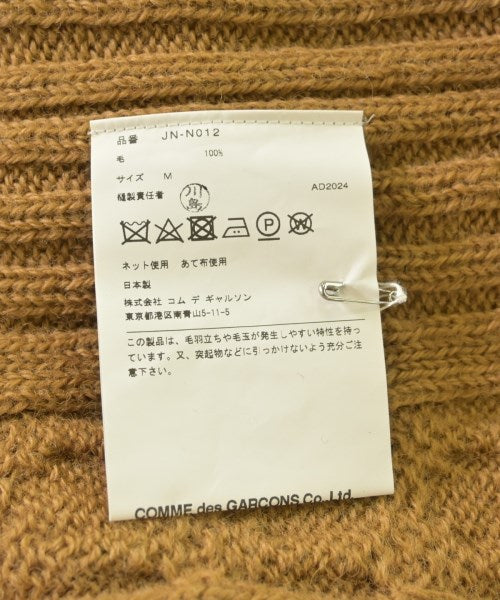 品番 JN-N012
毛 100%
サイズ M
縫製責任者
AD2024
P W
ネット使用 あて布使用
日本製
株式会社 コム デ ギャルソン
東京都港区南青山5-11-5
この製品は、毛羽立ちや毛玉が発生しやすい特性を持っ
ています。又、突起物などに引っかけないよう充分ご注
意下さい。
COMME des GARCONS Co.,Ltd.